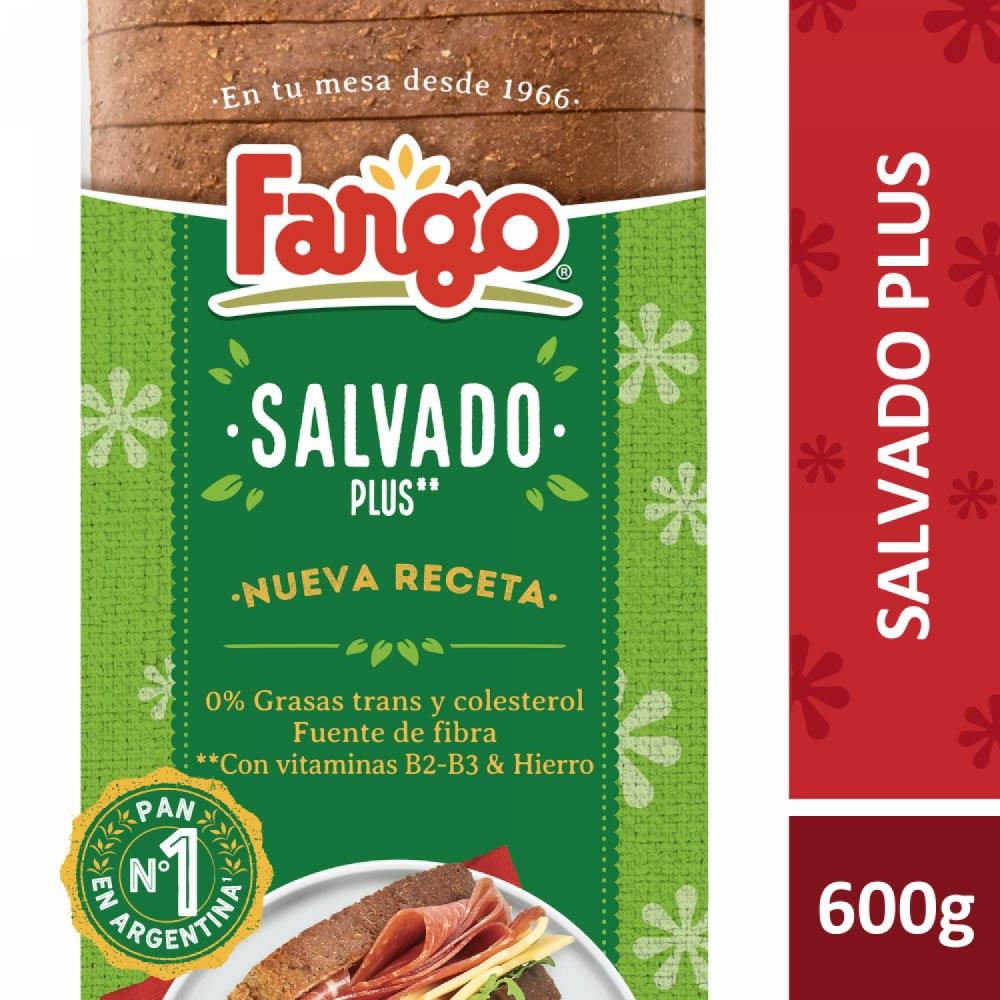 ·En tu mesa desde 1966·
Fargo®
·SALVADO·
PLUS**
·NUEVA RECETA·
0% Grasas trans y colesterol
Fuente de fibra
**Con vitaminas B2-B3 & Hierro
PAN
Nº1
EN ARGENTINA¹
SALVADO PLUS
600g